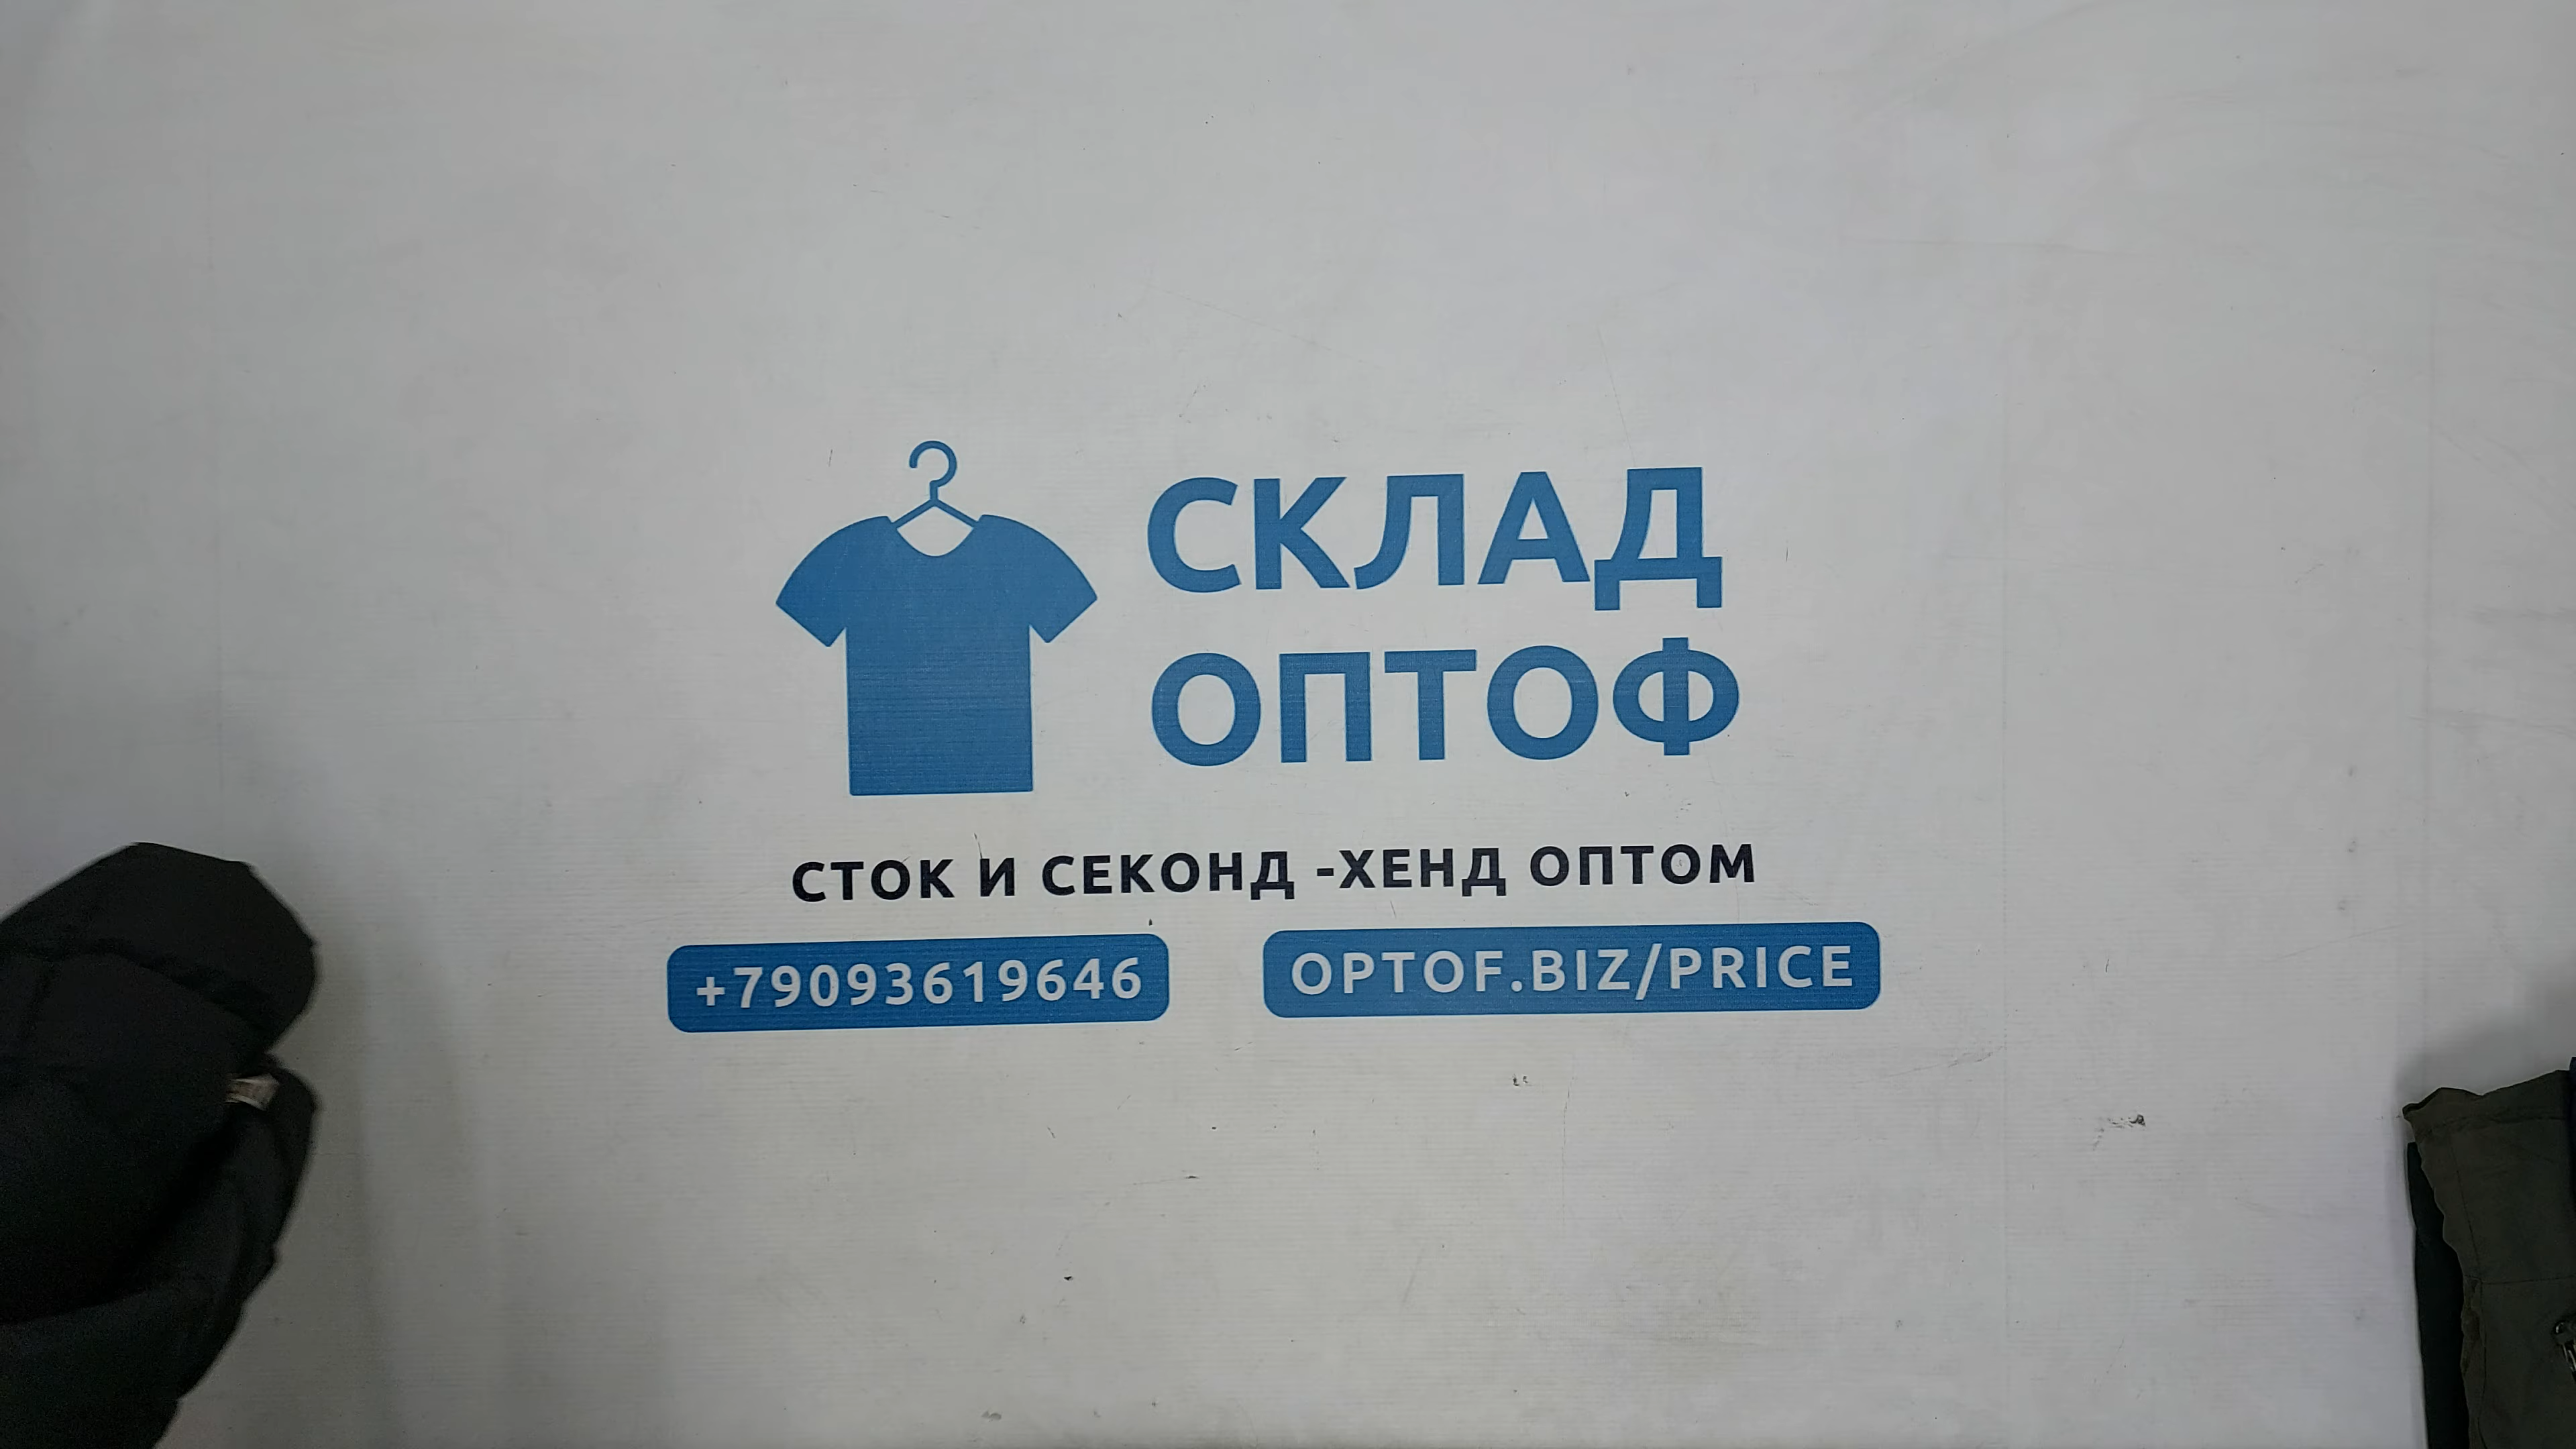 СКЛАД
ОПТОФ
СТОК И СЕКОНД -ХЕНД ОПТОМ
+79093619646
OPTOF.BIZ/PRICE